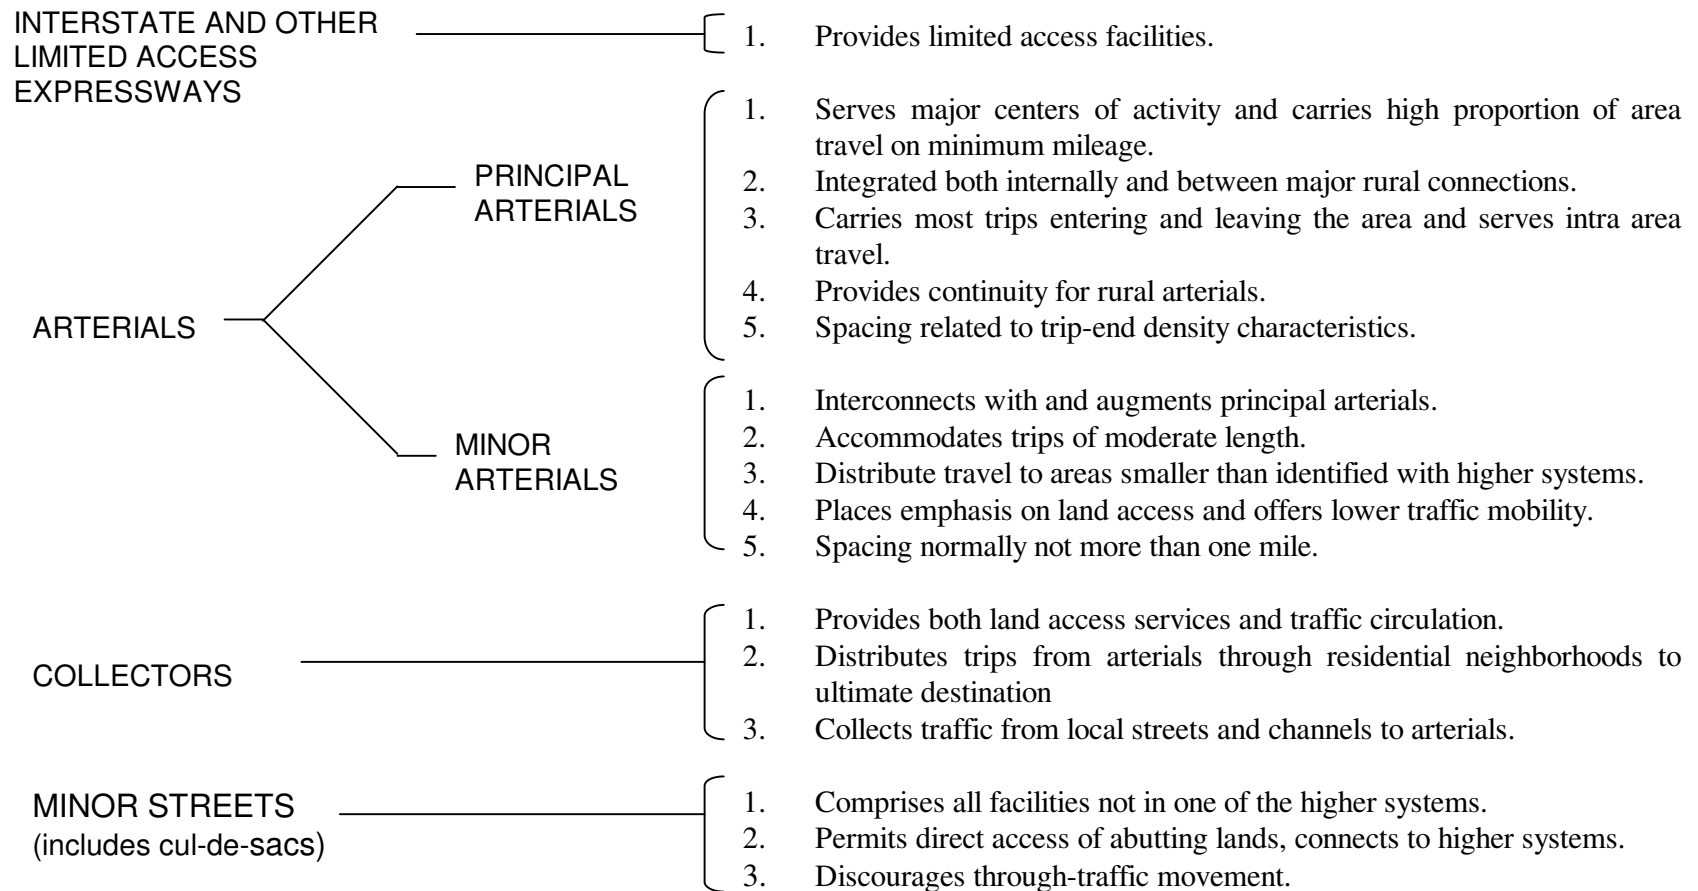 INTERSTATE AND OTHER
LIMITED ACCESS
EXPRESSWAYS
1. Provides limited access facilities.
PRINCIPAL
ARTERIALS
1. Serves major centers of activity and carries high proportion of area
travel on minimum mileage.
2. Integrated both internally and between major rural connections.
3. Carries most trips entering and leaving the area and serves intra area
travel.
4. Provides continuity for rural arterials.
5. Spacing related to trip-end density characteristics.
ARTERIALS
MINOR
ARTERIALS
1. Interconnects with and augments principal arterials.
2. Accommodates trips of moderate length.
3. Distribute travel to areas smaller than identified with higher systems.
4. Places emphasis on land access and offers lower traffic mobility.
5. Spacing normally not more than one mile.
COLLECTORS
1. Provides both land access services and traffic circulation.
2. Distributes trips from arterials through residential neighborhoods to
ultimate destination
3. Collects traffic from local streets and channels to arterials.
MINOR STREETS
(includes cul-de-sacs)
1. Comprises all facilities not in one of the higher systems.
2. Permits direct access of abutting lands, connects to higher systems.
3. Discourages through-traffic movement.